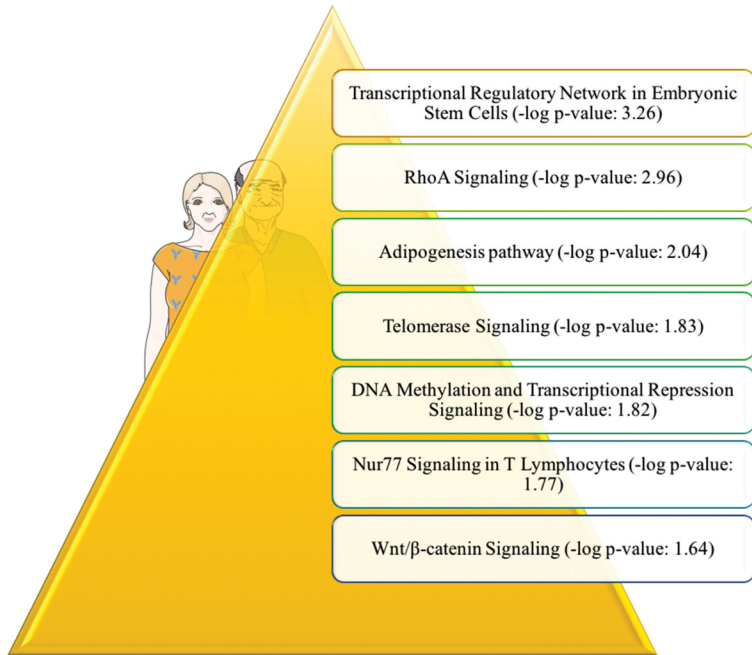 Transcriptional Regulatory Network in Embryonic
Stem Cells (-log p-value: 3.26)
RhoA Signaling (-log p-value: 2.96)
Adipogenesis pathway (-log p-value: 2.04)
Telomerase Signaling (-log p-value: 1.83)
DNA Methylation and Transcriptional Repression
Signaling (-log p-value: 1.82)
Nur77 Signaling in T Lymphocytes (-log p-value:
1.77)
Wnt/β-catenin Signaling (-log p-value: 1.64)